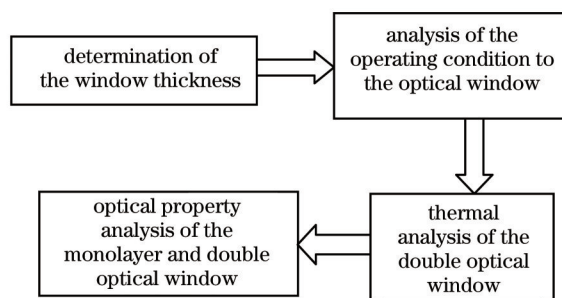 determination of
the window thickness
analysis of the
operating condition to
the optical window
thermal
analysis of the
double optical
window
optical property
analysis of the
monolayer and double
optical window